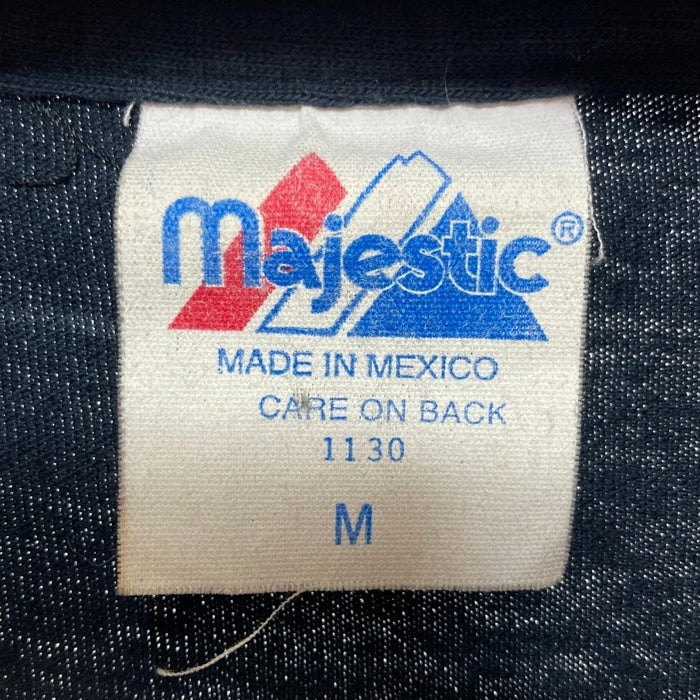 majestic®
MADE IN MEXICO
CARE ON BACK
1130
M